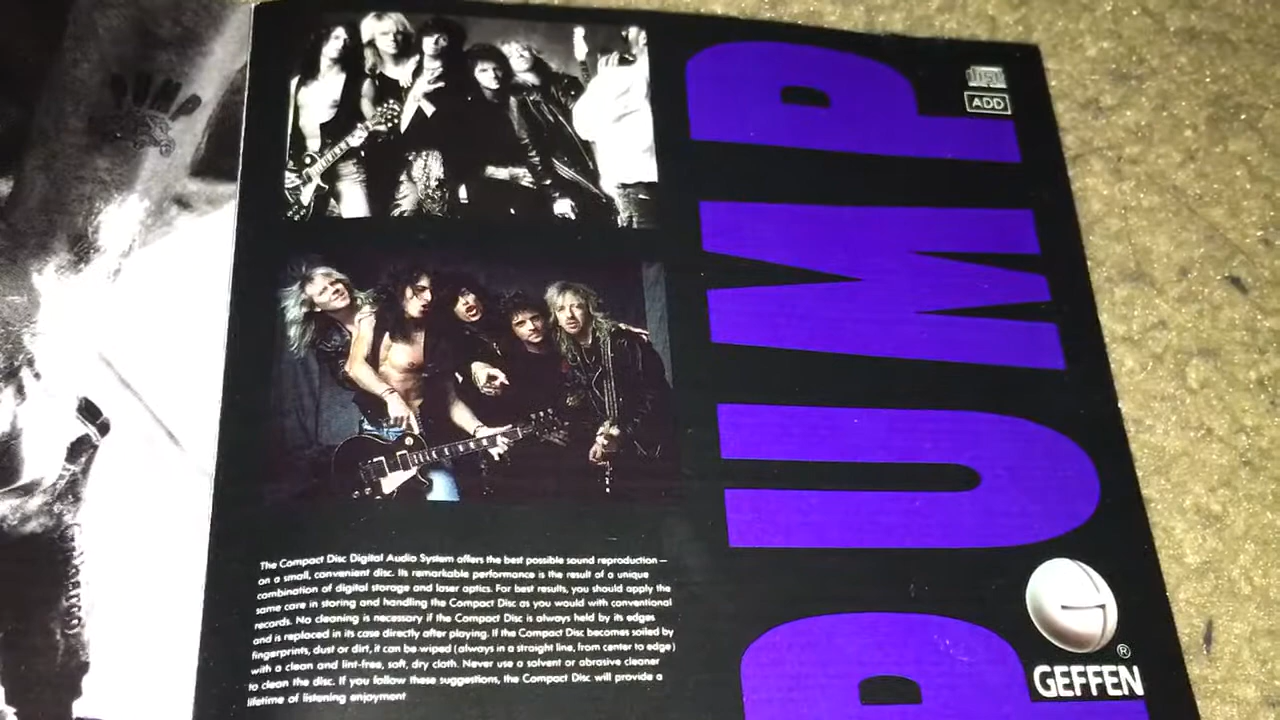 The Compact Disc Digital Audio System offers the best possible sound reproduction —
on a small, convenient disc. Its remarkable performance is the result of a unique
combination of digital storage and laser optics. For best results, you should apply the
same care in storing and handling the Compact Disc as you would with conventional
records. No cleaning is necessary if the Compact Disc is always held by its edges
and is replaced in its case directly after playing. If the Compact Disc becomes soiled by
fingerprints, dust or dirt, it can be wiped (always in a straight line, from center to edge)
with a clean and lint-free, soft, dry cloth. Never use a solvent or abrasive cleaner
to clean the disc. If you follow these suggestions, the Compact Disc will provide a
lifetime of listening enjoyment
PUMP
disc
ADD
G
®
GEFFEN